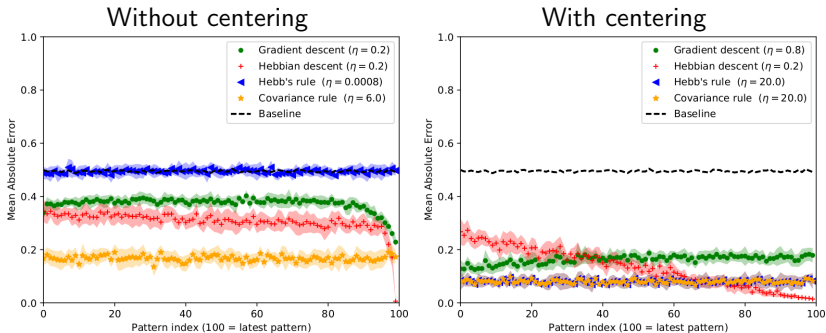 Without centering
Mean Absolute Error
1.0
0.8
0.6
0.4
0.2
0.0
Gradient descent (η = 0.2)
Hebbian descent (η = 0.2)
Hebb's rule (η = 0.0008)
Covariance rule (η = 6.0)
Baseline
0 20 40 60 80 100
Pattern index (100 = latest pattern)
With centering
Mean Absolute Error
1.0
0.8
0.6
0.4
0.2
0.0
Gradient descent (η = 0.8)
Hebbian descent (η = 0.2)
Hebb's rule (η = 20.0)
Covariance rule (η = 20.0)
Baseline
0 20 40 60 80 100
Pattern index (100 = latest pattern)